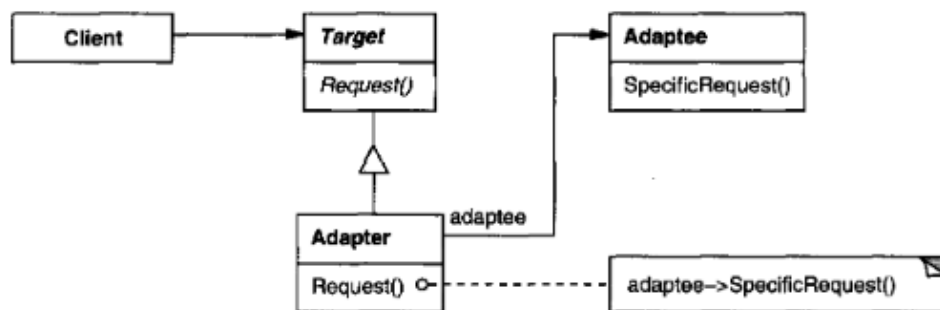 Client
Target
Request()
Adaptee
SpecificRequest()
adaptee
Adapter
Request()
adaptee->SpecificRequest()